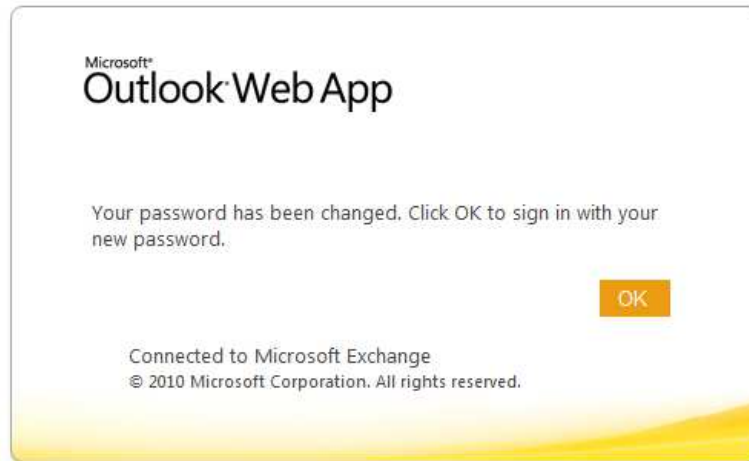 Microsoft®
Outlook Web App
Your password has been changed. Click OK to sign in with your
new password.
OK
Connected to Microsoft Exchange
© 2010 Microsoft Corporation. All rights reserved.